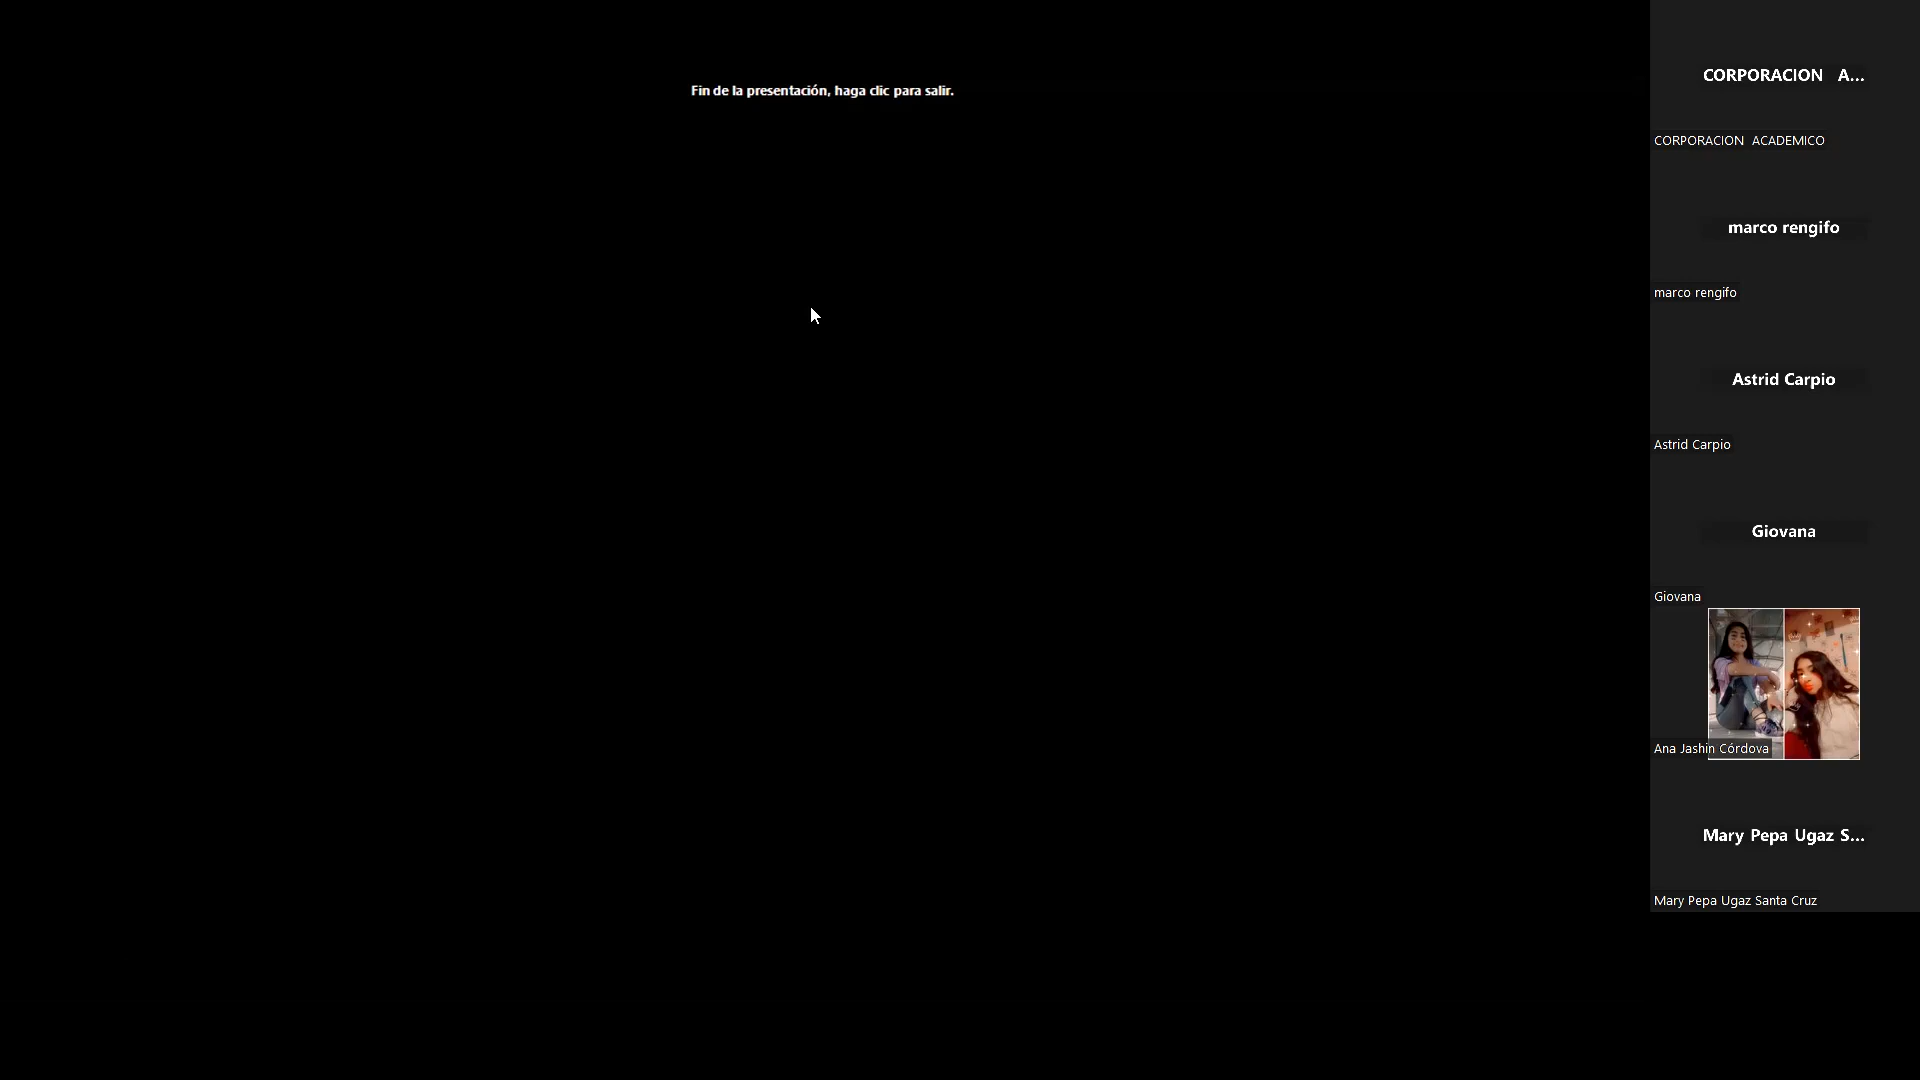 Fin de la presentación, haga clic para salir.
CORPORACION A...
CORPORACION ACADEMICO
marco rengifo
marco rengifo
Astrid Carpio
Astrid Carpio
Giovana
Giovana
Ana Jashin Córdova
Mary Pepa Ugaz S...
Mary Pepa Ugaz Santa Cruz